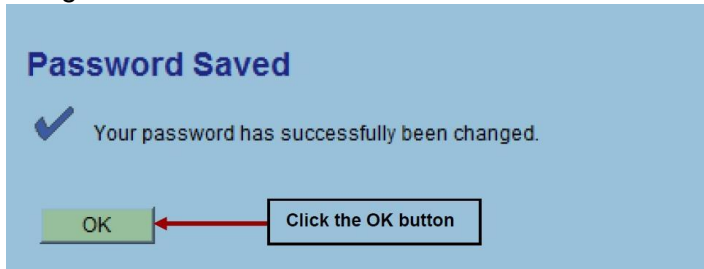 Password Saved
Your password has successfully been changed.
OK
Click the OK button